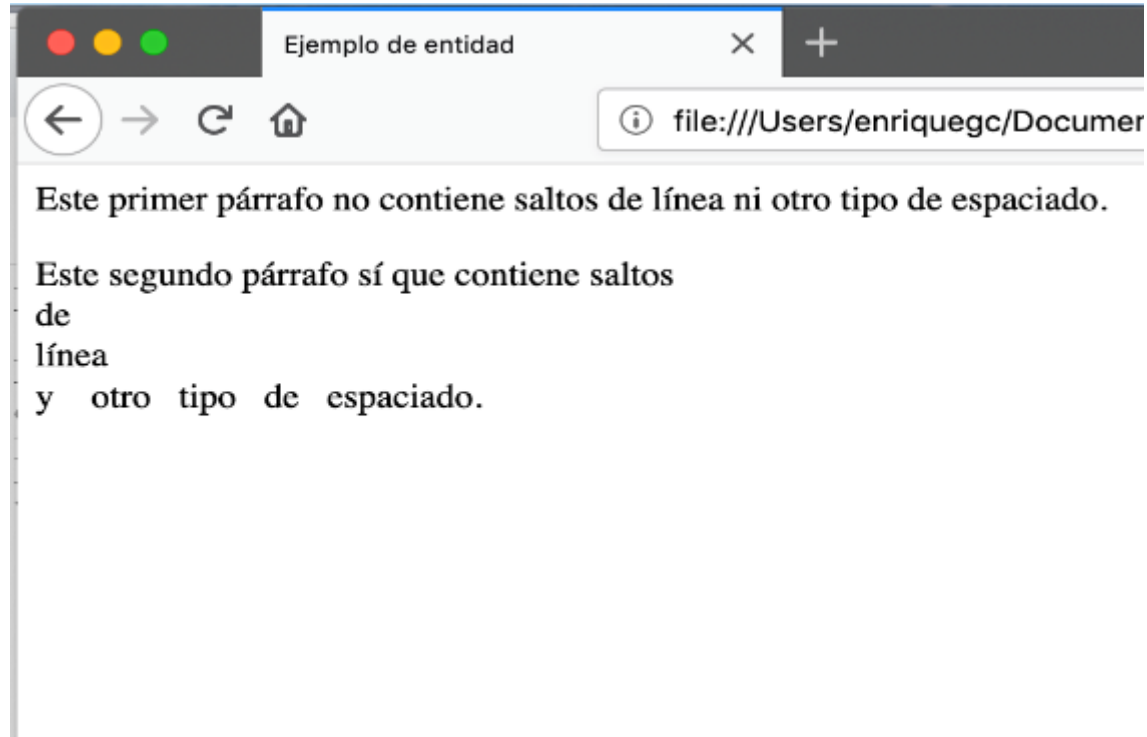 Ejemplo de entidad
file:///Users/enriquegc/Documen
Este primer párrafo no contiene saltos de línea ni otro tipo de espaciado.
Este segundo párrafo sí que contiene saltos
de
línea
y otro tipo de espaciado.